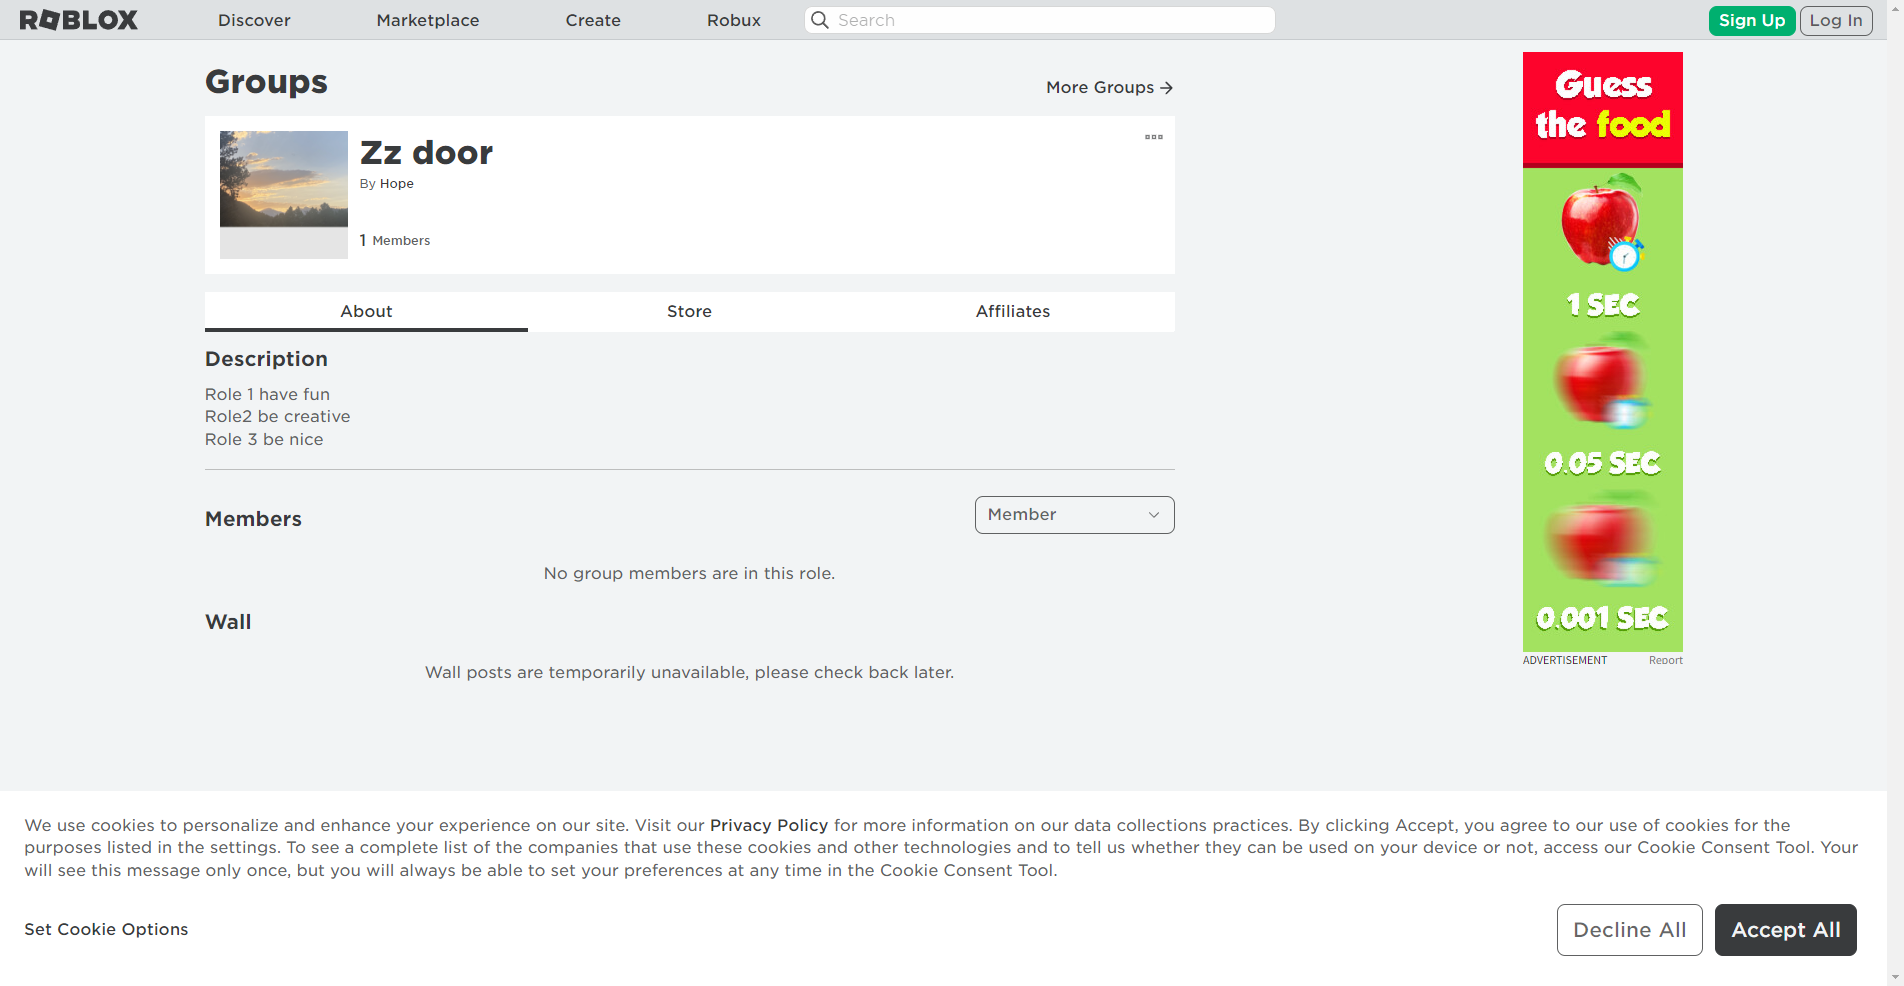 ROBLOX
Discover
Marketplace
Create
Robux
Search
Sign Up
Log In
Groups
More Groups
Zz door
By Hope
1 Members
About
Store
Affiliates
Description
Role 1 have fun
Role2 be creative
Role 3 be nice
Members
Member
No group members are in this role.
Wall
Wall posts are temporarily unavailable, please check back later.
Guess
the food
1 SEC
0.05 SEC
0.001 SEC
ADVERTISEMENT
Report
We use cookies to personalize and enhance your experience on our site. Visit our Privacy Policy for more information on our data collections practices. By clicking Accept, you agree to our use of cookies for the
purposes listed in the settings. To see a complete list of the companies that use these cookies and other technologies and to tell us whether they can be used on your device or not, access our Cookie Consent Tool. Your
will see this message only once, but you will always be able to set your preferences at any time in the Cookie Consent Tool.
Set Cookie Options
Decline All
Accept All